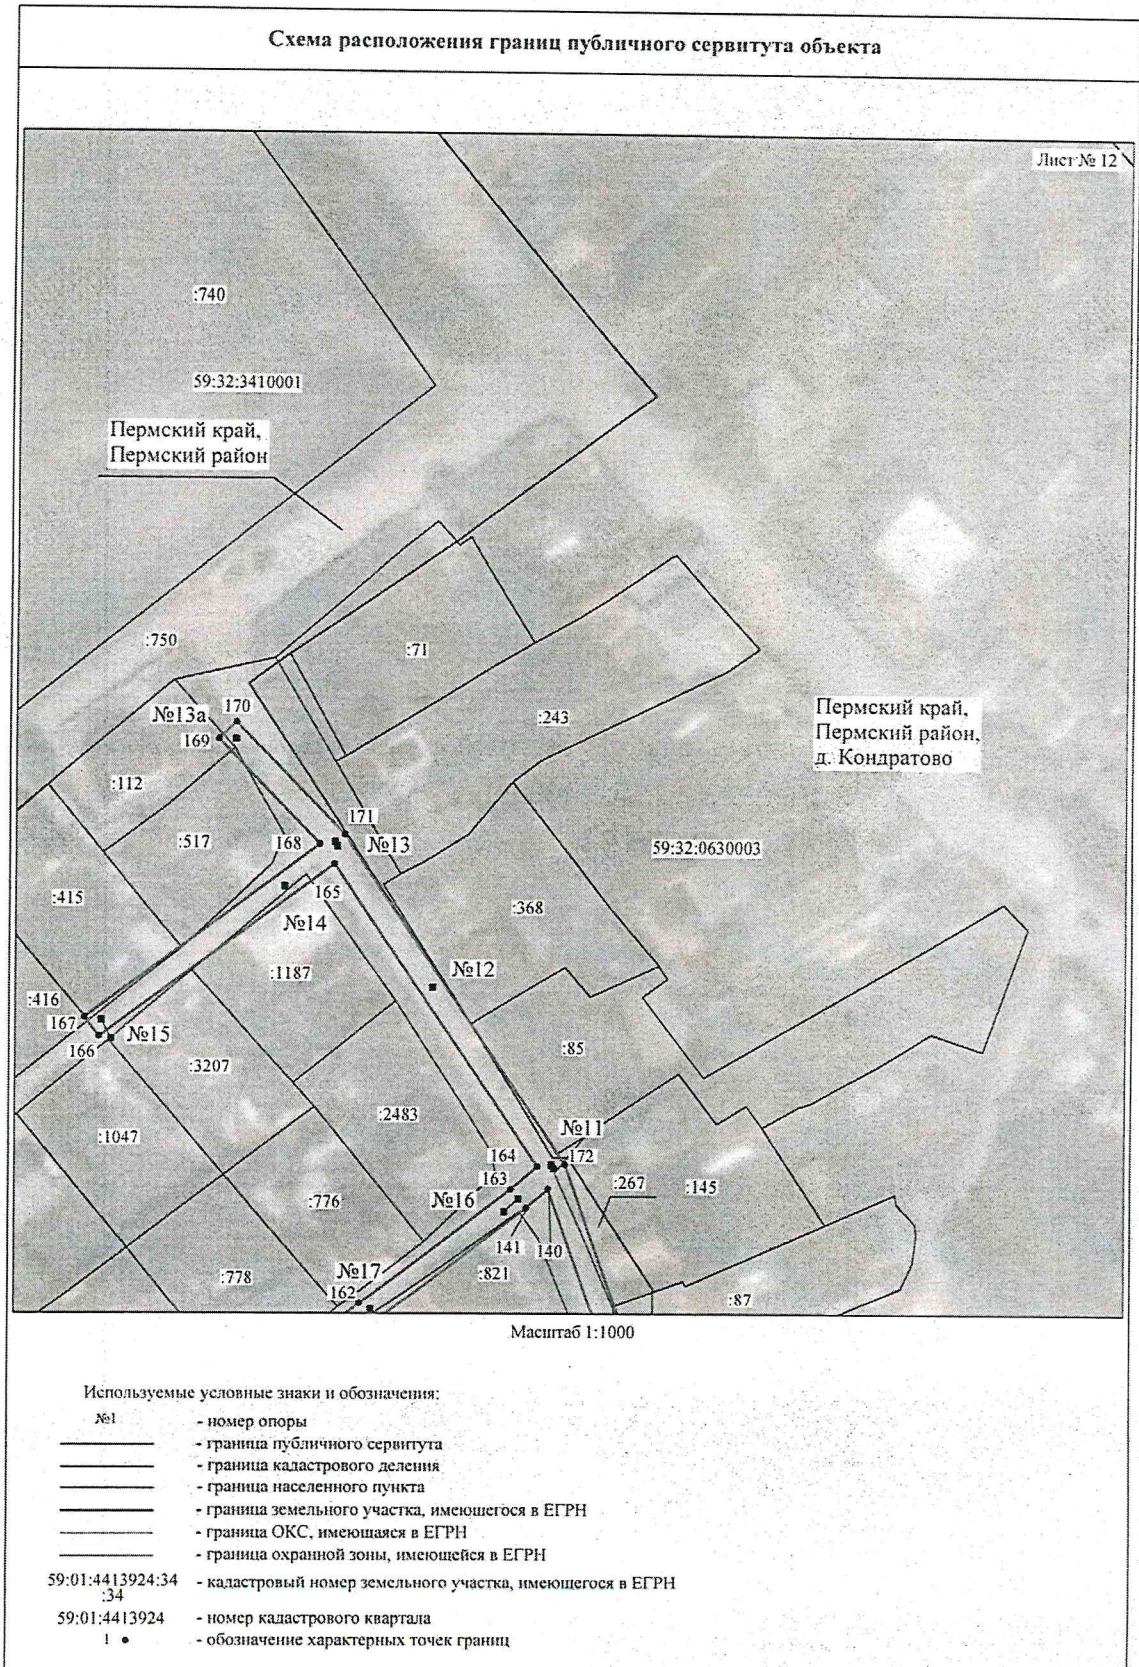 Схема расположения границ публичного сервитута объекта
Лист № 12
:740
59:32:3410001
Пермский край,
Пермский район
:750
:71
:243
Пермский край,
Пермский район,
д. Кондратово
170
№13а
169
:112
171
:517
168
№13
59:32:0630003
:415
165
:368
№14
:1187
№12
:416
167
166
№15
:3207
:85
:2483
:1047
№11
164
172
163
:267
:145
№16
:776
141
140
№17
:821
:778
162
:87
Масштаб 1:1000
Используемые условные знаки и обозначения:
№1 - номер опоры
- граница публичного сервитута
- граница кадастрового деления
- граница населенного пункта
- граница земельного участка, имеющегося в ЕГРН
- граница ОКС, имеющаяся в ЕГРН
- граница охранной зоны, имеющейся в ЕГРН
59:01:4413924:34 - кадастровый номер земельного участка, имеющегося в ЕГРН
:34
59:01:4413924 - номер кадастрового квартала
1 - обозначение характерных точек границ